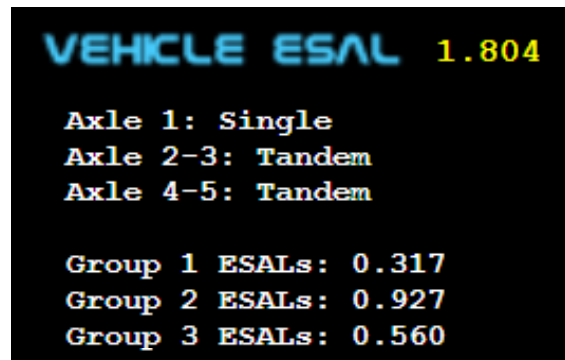 VEHICLE ESAL 1.804
Axle 1: Single
Axle 2-3: Tandem
Axle 4-5: Tandem
Group 1 ESALs: 0.317
Group 2 ESALs: 0.927
Group 3 ESALs: 0.560